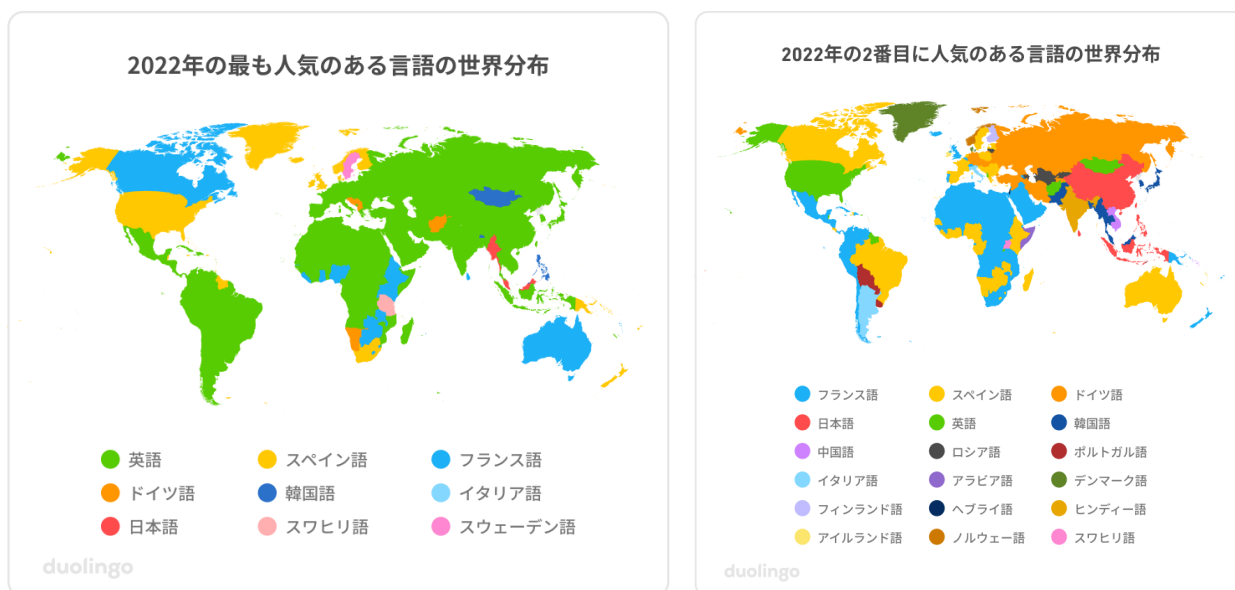 2022年の最も人気のある言語の世界分布
英語 スペイン語 フランス語
ドイツ語 韓国語 イタリア語
日本語 スワヒリ語 スウェーデン語
duolingo
2022年の2番目に人気のある言語の世界分布
フランス語 スペイン語 ドイツ語
日本語 英語 韓国語
中国語 ロシア語 ポルトガル語
イタリア語 アラビア語 デンマーク語
フィンランド語 ヘブライ語 ヒンディー語
アイルランド語 ノルウェー語 スワヒリ語
duolingo